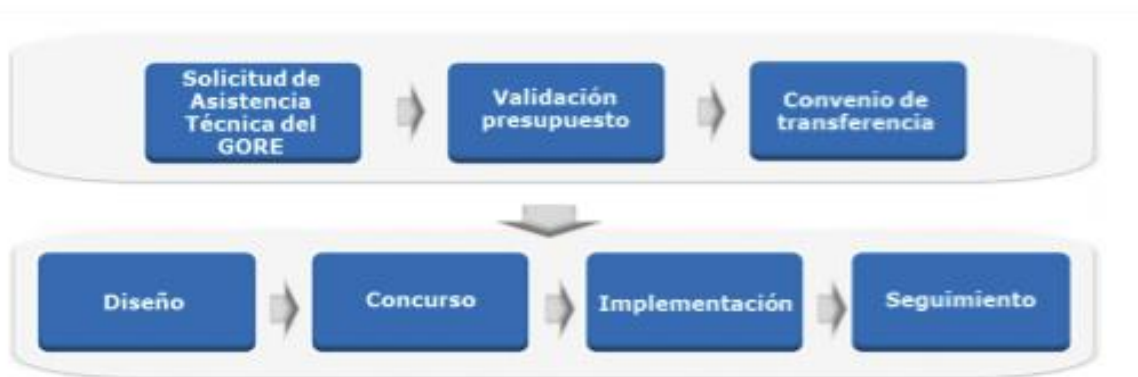 Solicitud de
Asistencia
Técnica del
GORE
Validación
presupuesto
Convenio de
transferencia
Diseño
Concurso
Implementación
Seguimiento